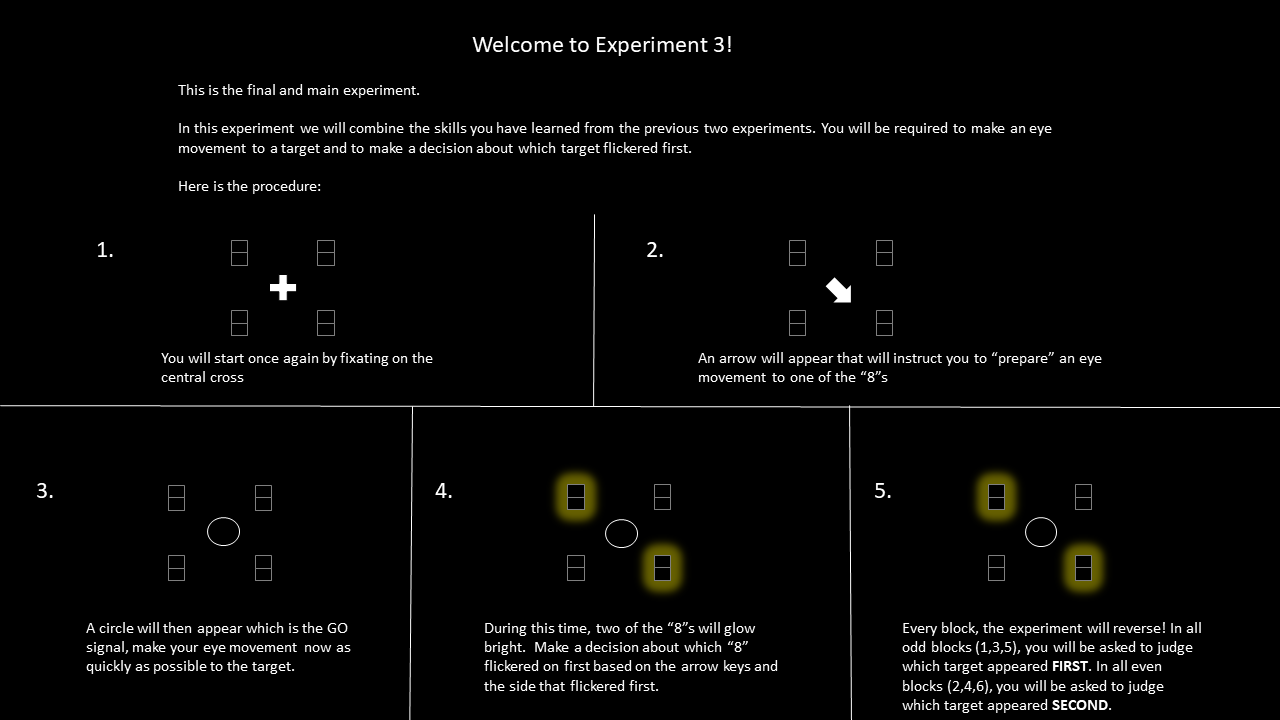 Welcome to Experiment 3!
This is the final and main experiment.
In this experiment we will combine the skills you have learned from the previous two experiments. You will be required to make an eye
movement to a target and to make a decision about which target flickered first.
Here is the procedure:
1.
You will start once again by fixating on the
central cross
2.
An arrow will appear that will instruct you to “prepare” an eye
movement to one of the “8”s
3.
A circle will then appear which is the GO
signal, make your eye movement now as
quickly as possible to the target.
4.
During this time, two of the “8”s will glow
bright. Make a decision about which “8”
flickered on first based on the arrow keys and
the side that flickered first.
5.
Every block, the experiment will reverse! In all
odd blocks (1,3,5), you will be asked to judge
which target appeared FIRST. In all even
blocks (2,4,6), you will be asked to judge
which target appeared SECOND.